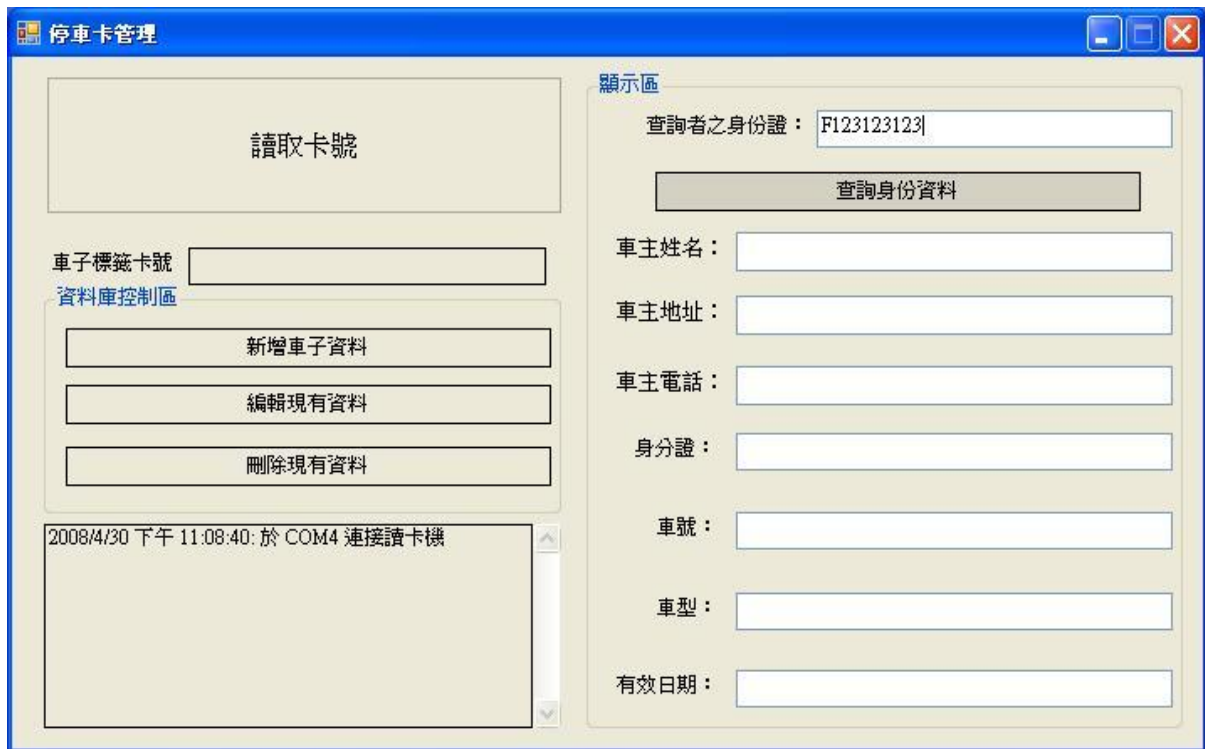 停車卡管理
讀取卡號
車子標籤卡號
資料庫控制區
新增車子資料
編輯現有資料
刪除現有資料
2008/4/30 下午 11:08:40: 於 COM4 連接讀卡機
顯示區
查詢者之身份證： F123123123
查詢身份資料
車主姓名：
車主地址：
車主電話：
身分證：
車號：
車型：
有效日期：